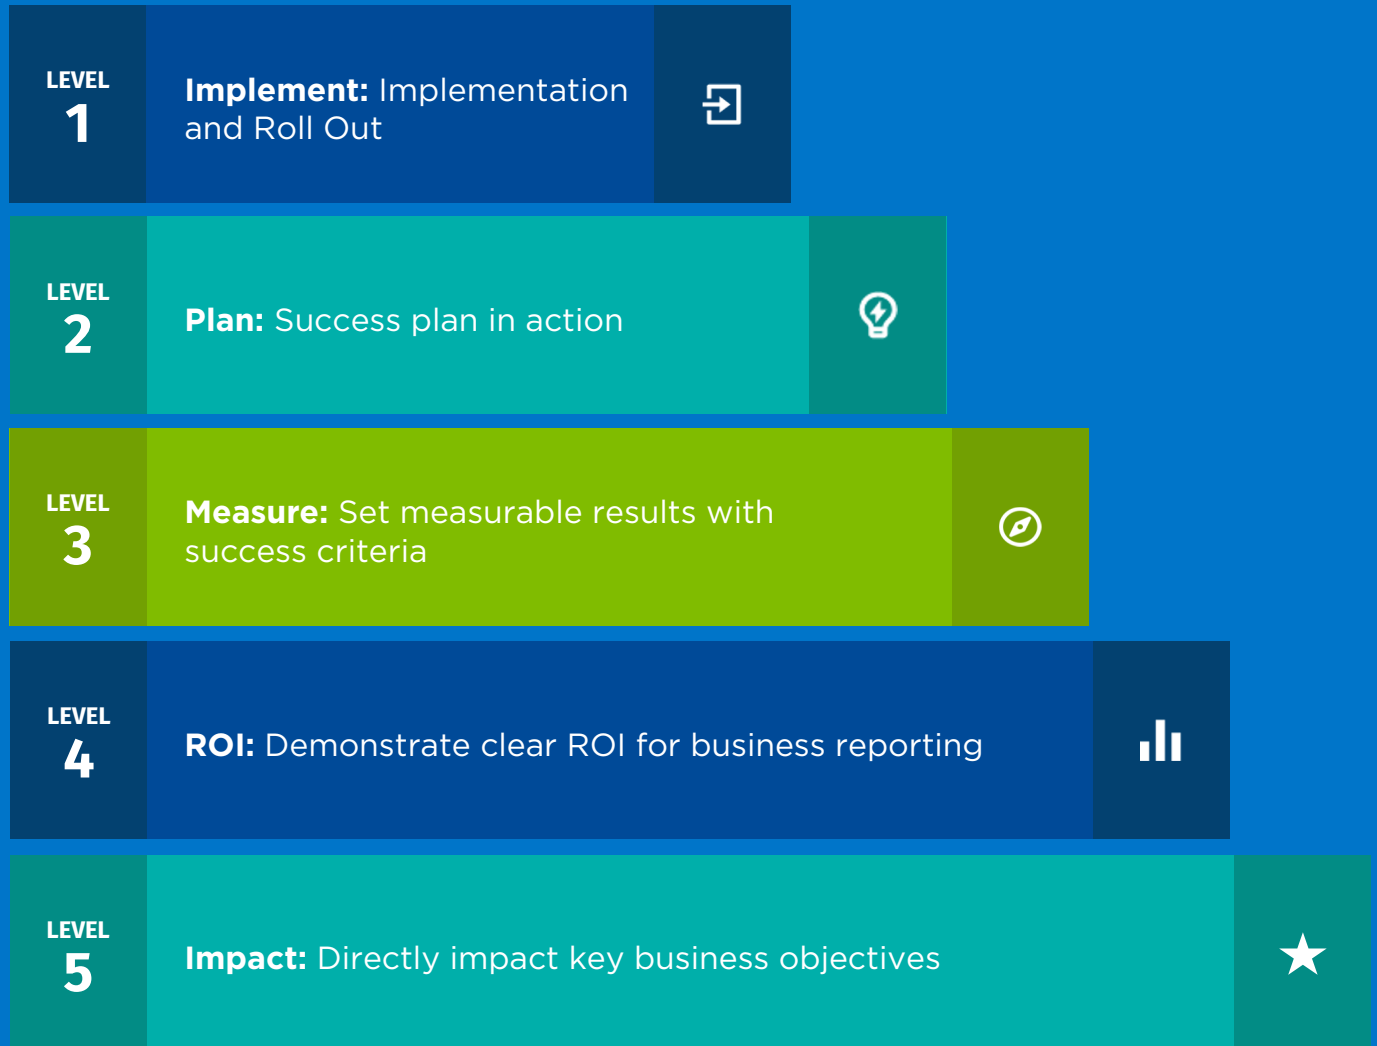 LEVEL
1
Implement: Implementation
and Roll Out
LEVEL
2
Plan: Success plan in action
LEVEL
3
Measure: Set measurable results with
success criteria
LEVEL
4
ROI: Demonstrate clear ROI for business reporting
LEVEL
5
Impact: Directly impact key business objectives